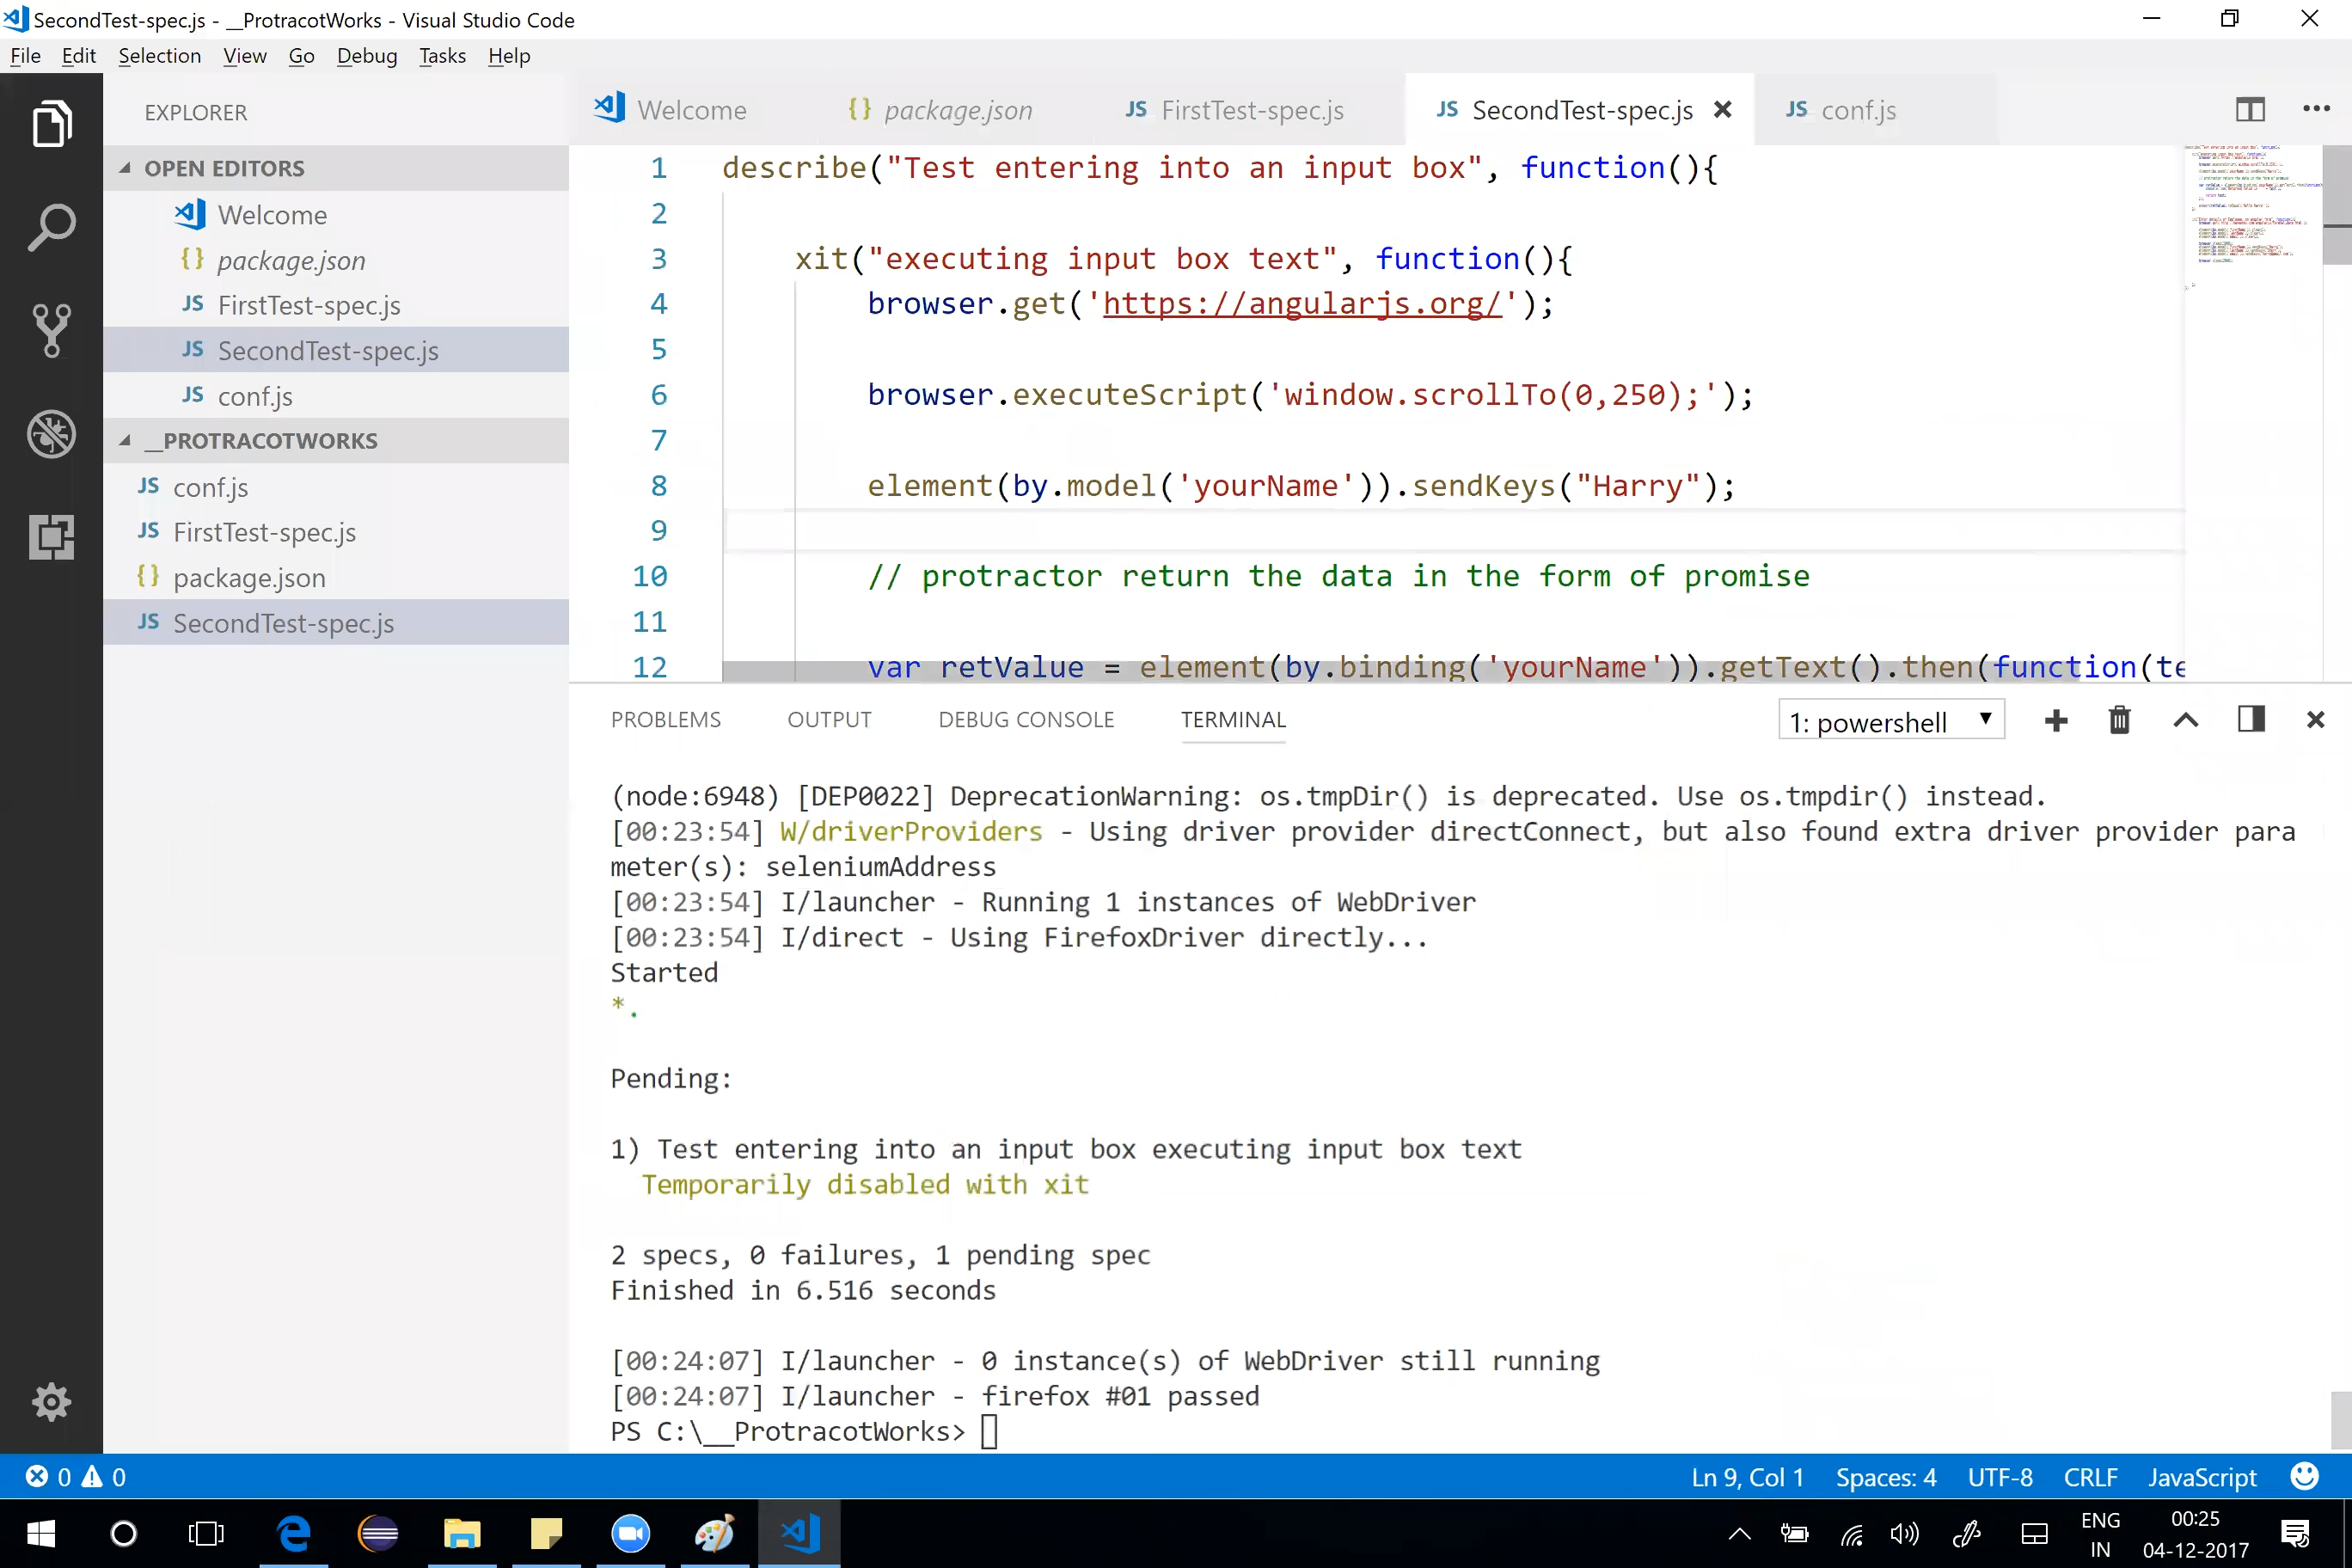 SecondTest-spec.js - __ProtracotWorks - Visual Studio Code
File Edit Selection View Go Debug Tasks Help
EXPLORER
OPEN EDITORS
Welcome
{} package.json
JS FirstTest-spec.js
JS SecondTest-spec.js
JS conf.js
__PROTRACOTWORKS
JS conf.js
JS FirstTest-spec.js
{} package.json
JS SecondTest-spec.js
Welcome {} package.json JS FirstTest-spec.js JS SecondTest-spec.js JS conf.js
1 describe("Test entering into an input box", function(){
2
3 xit("executing input box text", function(){
4 browser.get('https://angularjs.org/');
5
6 browser.executeScript('window.scrollTo(0,250);');
7
8 element(by.model('yourName')).sendKeys("Harry");
9
10 // protractor return the data in the form of promise
11
12 var retValue = element(by.binding('yourName')).getText().then(function(te
PROBLEMS OUTPUT DEBUG CONSOLE TERMINAL 1: powershell
(node:6948) [DEP0022] DeprecationWarning: os.tmpDir() is deprecated. Use os.tmpdir() instead.
[00:23:54] W/driverProviders - Using driver provider directConnect, but also found extra driver provider para
meter(s): seleniumAddress
[00:23:54] I/launcher - Running 1 instances of WebDriver
[00:23:54] I/direct - Using FirefoxDriver directly...
Started
*.
Pending:
1) Test entering into an input box executing input box text
Temporarily disabled with xit
2 specs, 0 failures, 1 pending spec
Finished in 6.516 seconds
[00:24:07] I/launcher - 0 instance(s) of WebDriver still running
[00:24:07] I/launcher - firefox #01 passed
PS C:\__ProtracotWorks>
0 0 Ln 9, Col 1 Spaces: 4 UTF-8 CRLF JavaScript
ENG 00:25
IN 04-12-2017